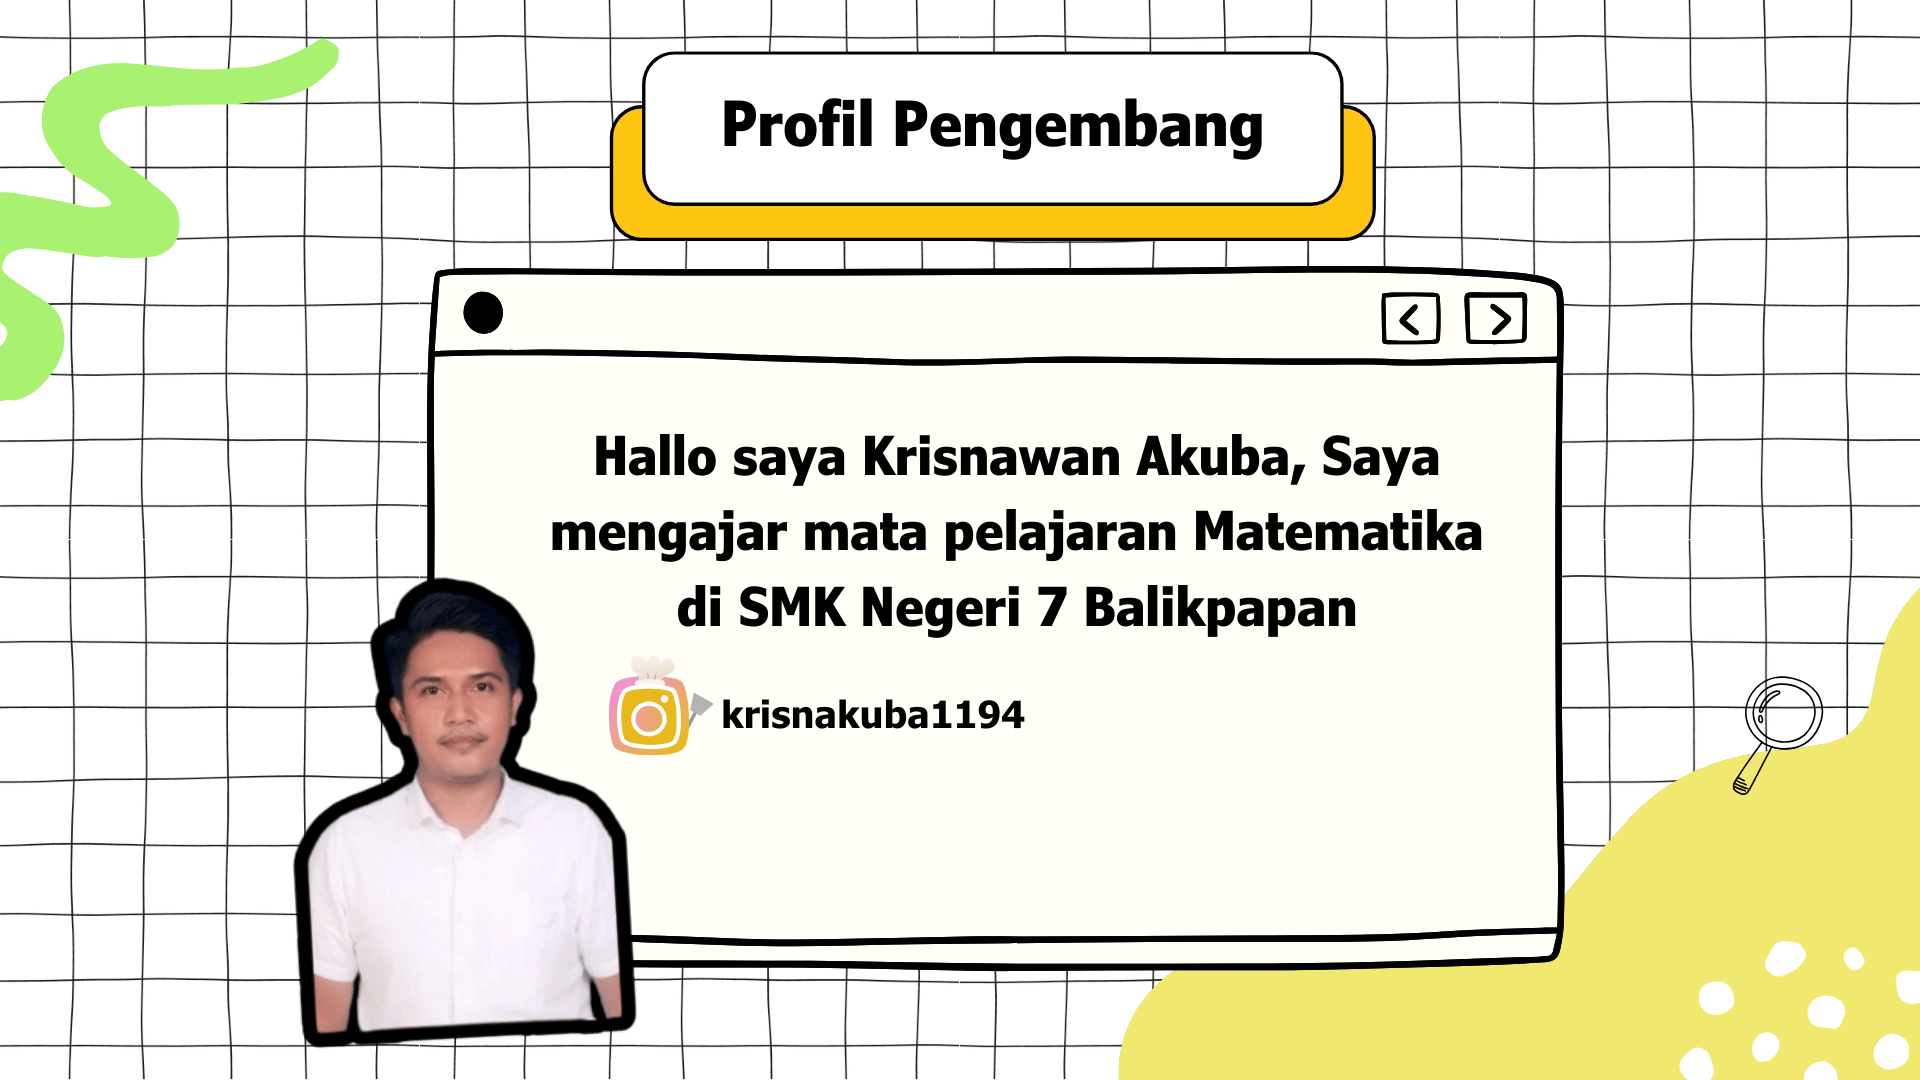 Profil Pengembang
Hallo saya Krisnawan Akuba, Saya
mengajar mata pelajaran Matematika
di SMK Negeri 7 Balikpapan
krisnakuba1194